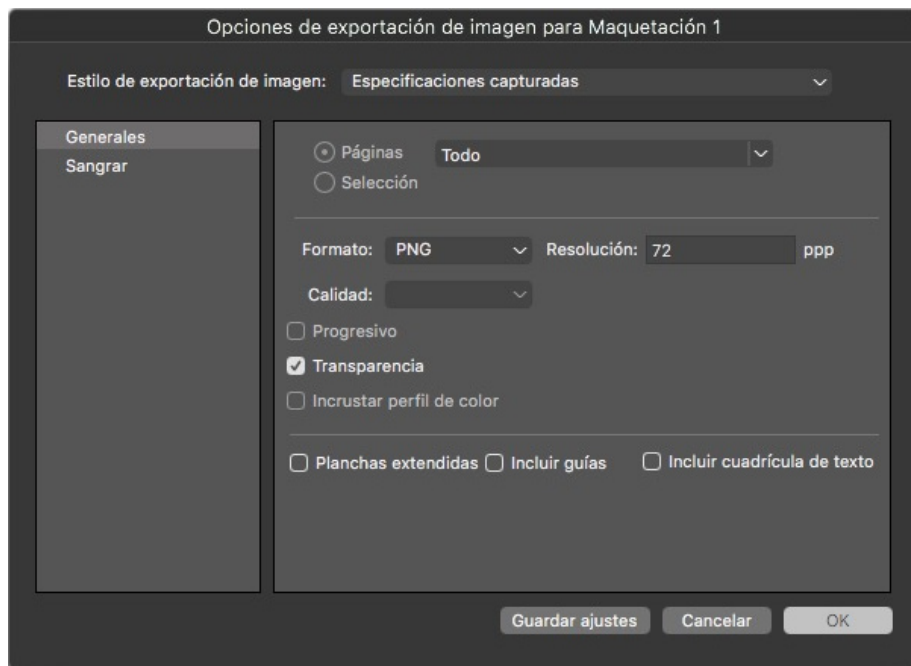 Opciones de exportación de imagen para Maquetación 1
Estilo de exportación de imagen: Especificaciones capturadas
Generales
Sangrar
Páginas Todo
Selección
Formato: PNG Resolución: 72 ppp
Calidad:
Progresivo
Transparencia
Incrustar perfil de color
Planchas extendidas Incluir guías Incluir cuadrícula de texto
Guardar ajustes Cancelar OK